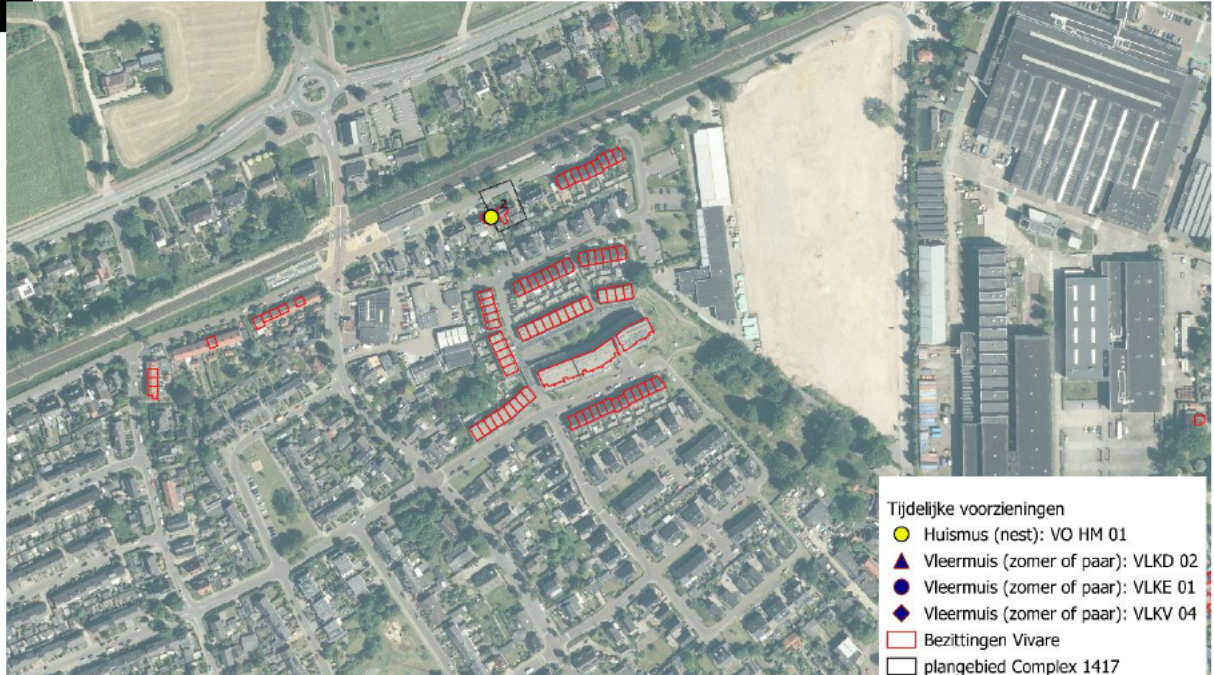 Tijdelijke voorzieningen
Huismus (nest): VO HM 01
Vleermuis (zomer of paar): VLKD 02
Vleermuis (zomer of paar): VLKE 01
Vleermuis (zomer of paar): VLKV 04
Bezittingen Vivare
plangebied Complex 1417